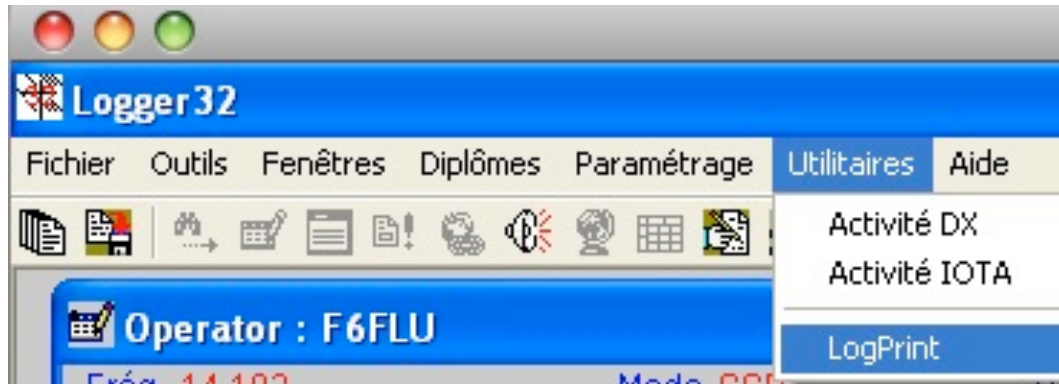 Logger32
Fichier Outils Fenêtres Diplômes Paramétrage Utilitaires Aide
Activité DX
Activité IOTA
LogPrint
Operator : F6FLU